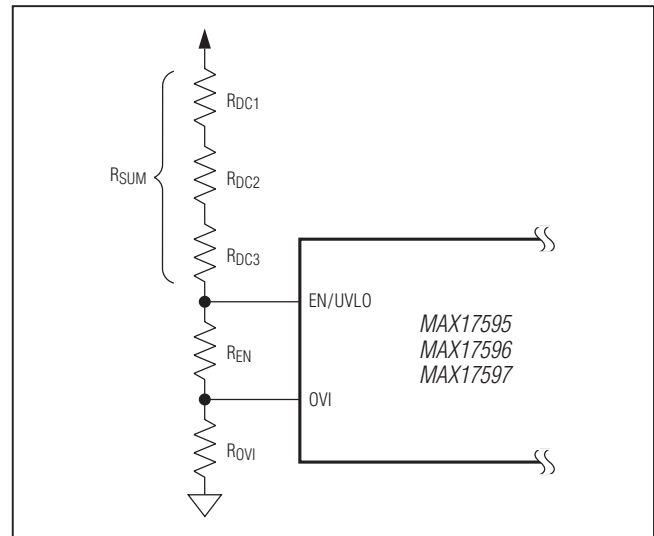 RDC1
RSUM
RDC2
RDC3
EN/UVLO
MAX17595
MAX17596
MAX17597
REN
OVI
ROVI